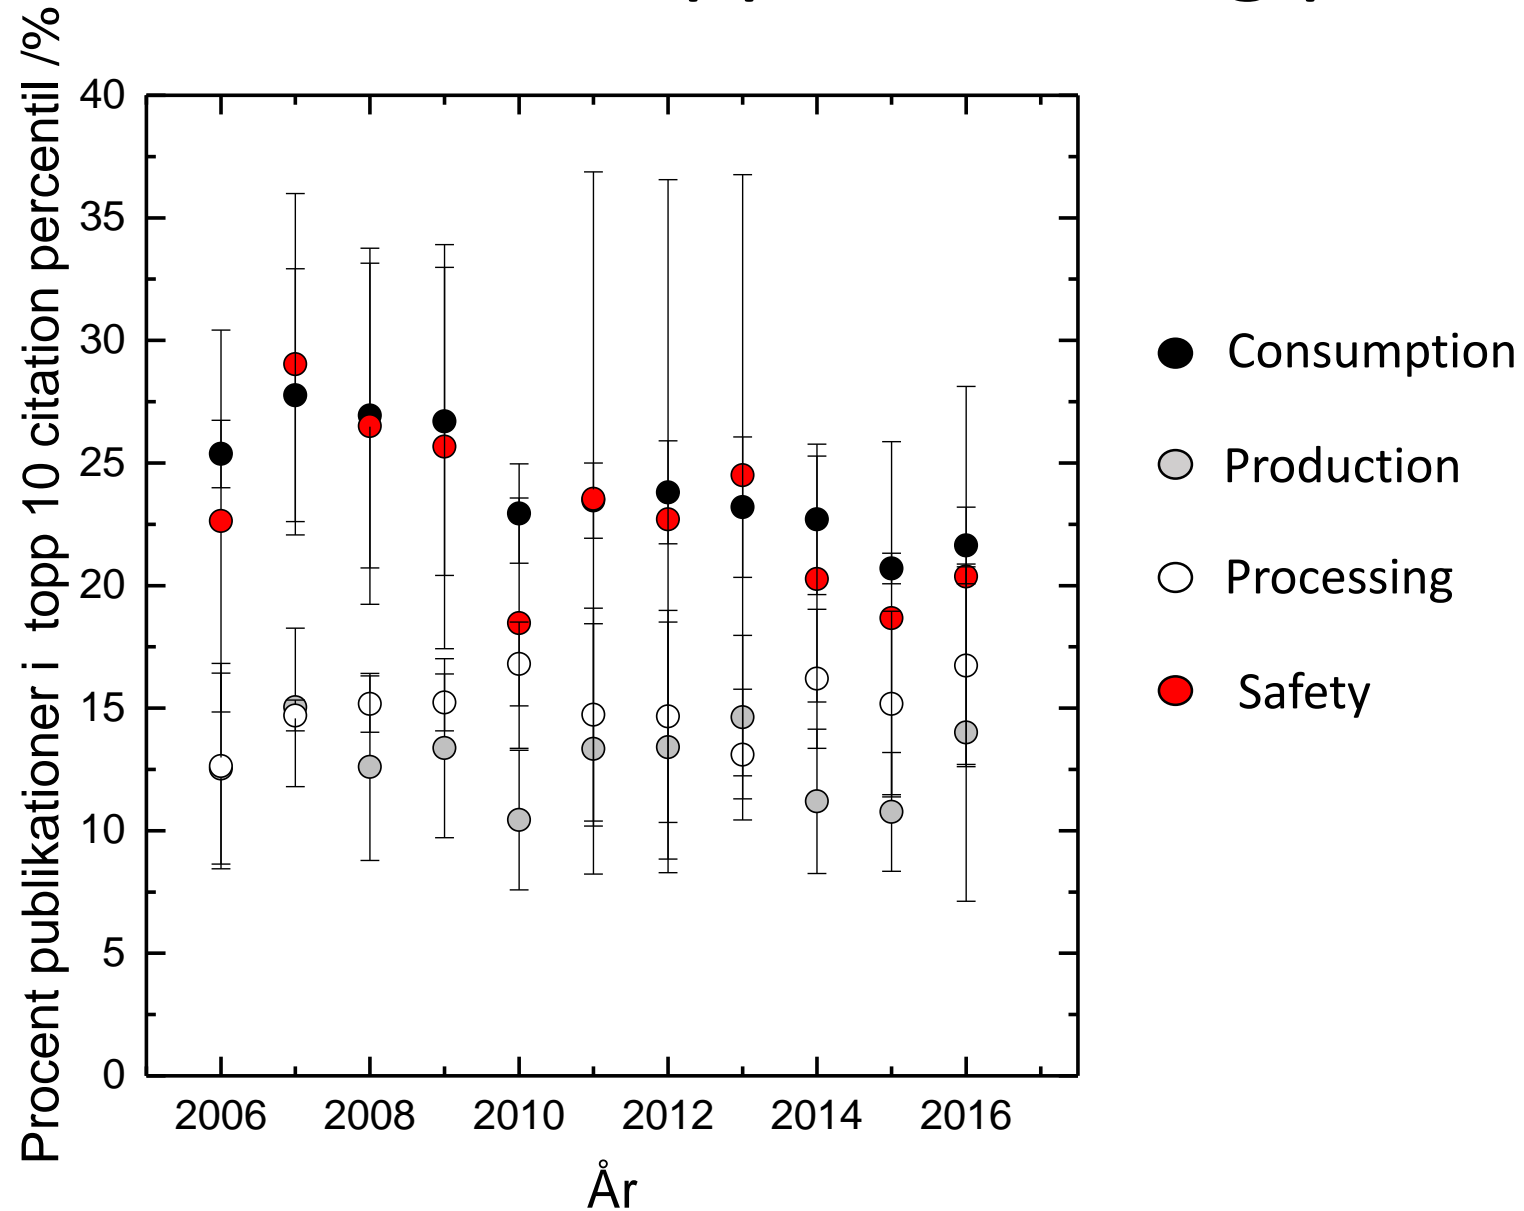 Procent publikationer i topp 10 citation percentil /%
40
35
30
25
20
15
10
5
0
2006 2008 2010 2012 2014 2016
År
Consumption
Production
Processing
Safety